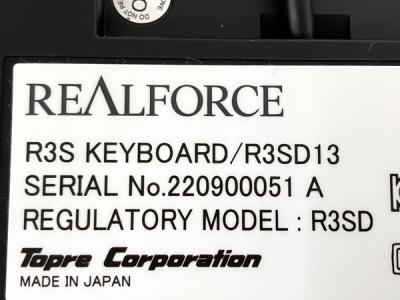 REALFORCE
R3S KEYBOARD/R3SD13
SERIAL No.220900051 A
REGULATORY MODEL : R3SD
Topre Corporation
MADE IN JAPAN